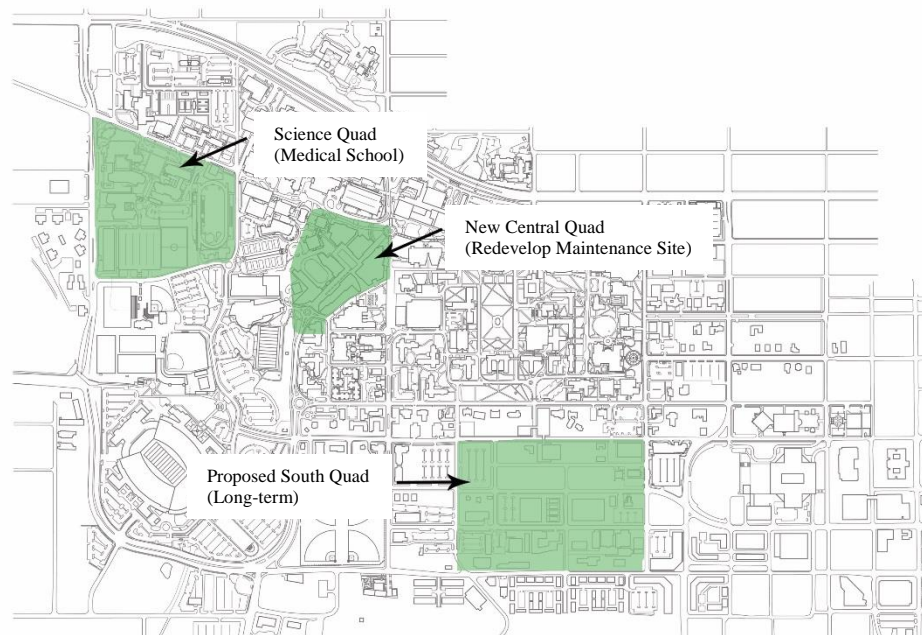 Science Quad
(Medical School)
New Central Quad
(Redevelop Maintenance Site)
Proposed South Quad
(Long-term)